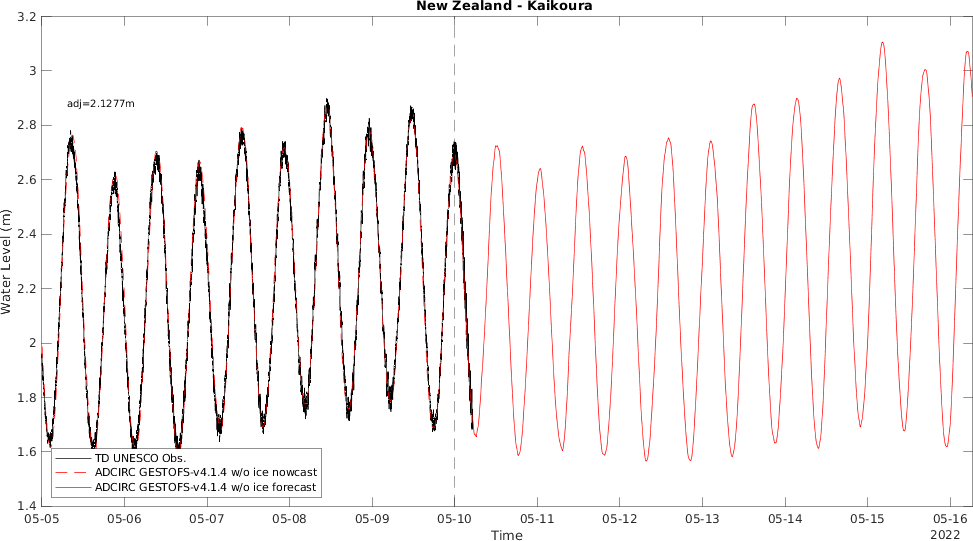 New Zealand - Kaikoura
3.2
3
2.8
2.6
2.4
2.2
2
1.8
1.6
1.4
Water Level (m)
adj=2.1277m
TD UNESCO Obs.
ADCIRC GESTOFS-v4.1.4 w/o ice nowcast
ADCIRC GESTOFS-v4.1.4 w/o ice forecast
05-05 05-06 05-07 05-08 05-09 05-10 05-11 05-12 05-13 05-14 05-15 05-16
2022
Time